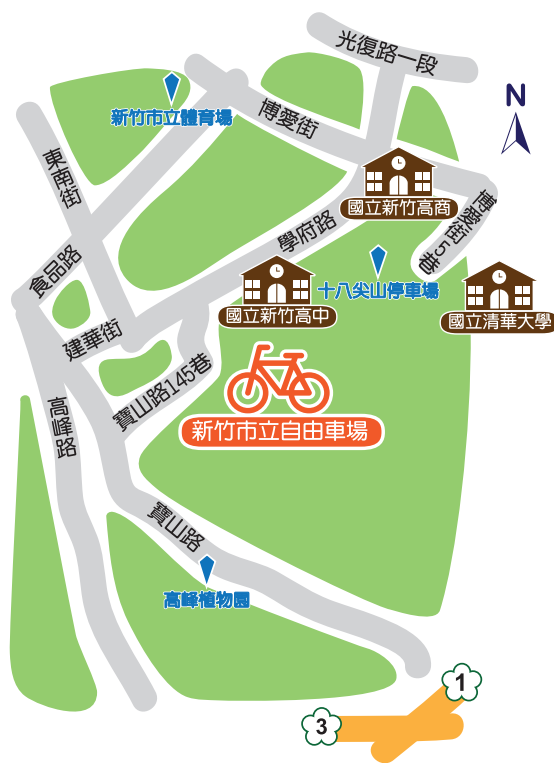 光復路一段
N
新竹市立體育場
博愛街
東南街
國立新竹高商
博愛街5巷
學府路
食品路
十八尖山停車場
國立新竹高中
國立清華大學
建華街
寶山路145巷
高峰路
新竹市立自由車場
寶山路
高峰植物園
1
3